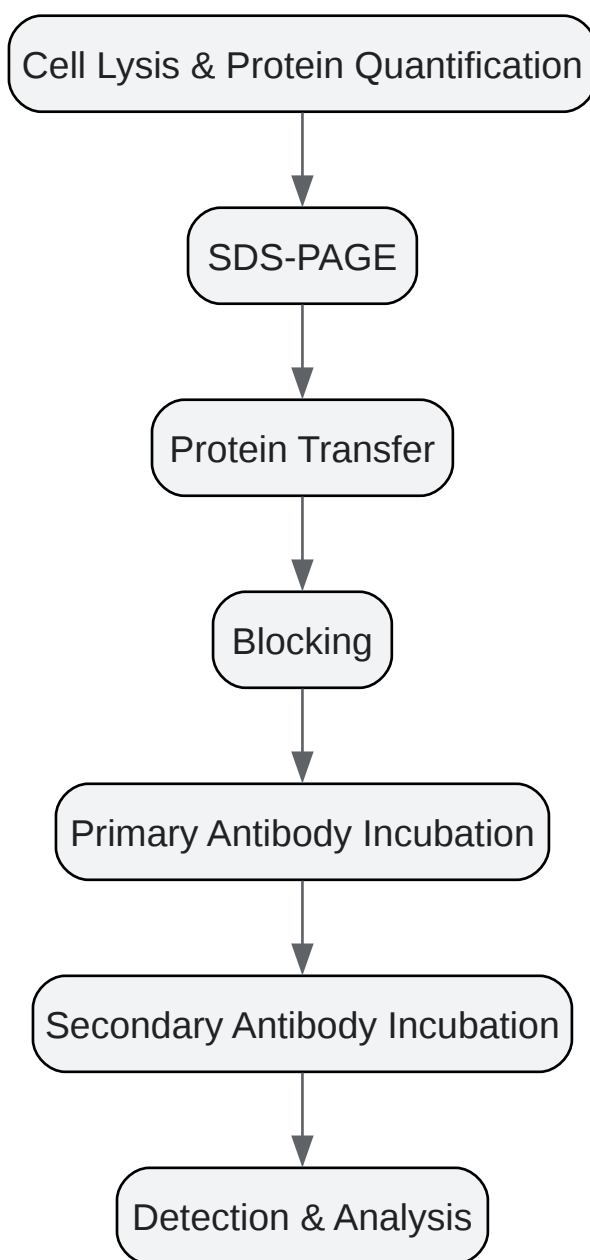 Cell Lysis & Protein Quantification
SDS-PAGE
Protein Transfer
Blocking
Primary Antibody Incubation
Secondary Antibody Incubation
Detection & Analysis